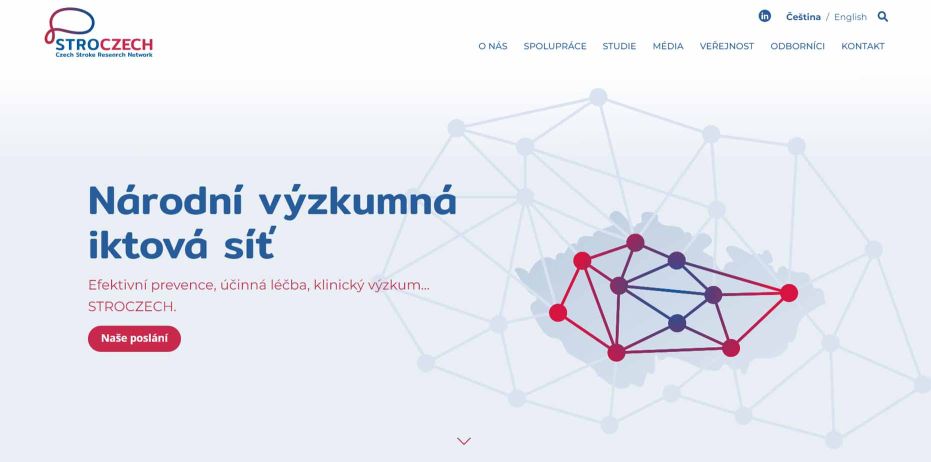 STROCZECH
Czech Stroke Research Network
in
Čeština / English
O NÁS SPOLUPRÁCE STUDIE MÉDIA VEŘEJNOST ODBORNÍCI KONTAKT
Národní výzkumná
iktová síť
Efektivní prevence, účinná léčba, klinický výzkum...
STROCZECH.
Naše poslání